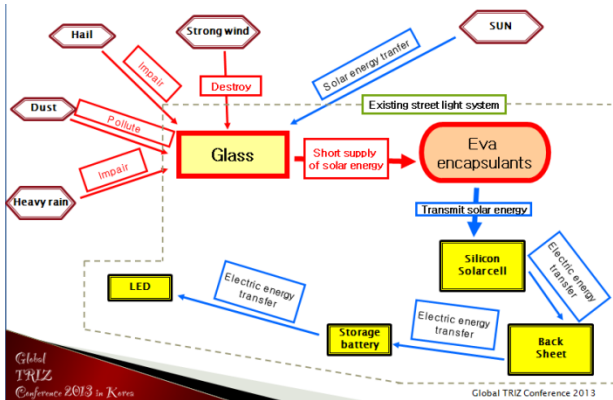 Hail
Strong wind
SUN
Impair
Destroy
Solar energy tranfer
Dust
Pollute
Existing street light system
Glass
Short supply
of solar energy
Eva
encapsulants
Impair
Heavy rain
Transmit solar energy
Silicon
Solar cell
Electric energy
transfer
LED
Electric energy
transfer
Electric energy
transfer
Storage
battery
Back
Sheet
Global
TRIZ
Conference 2013 in Korea
Global TRIZ Conference 2013